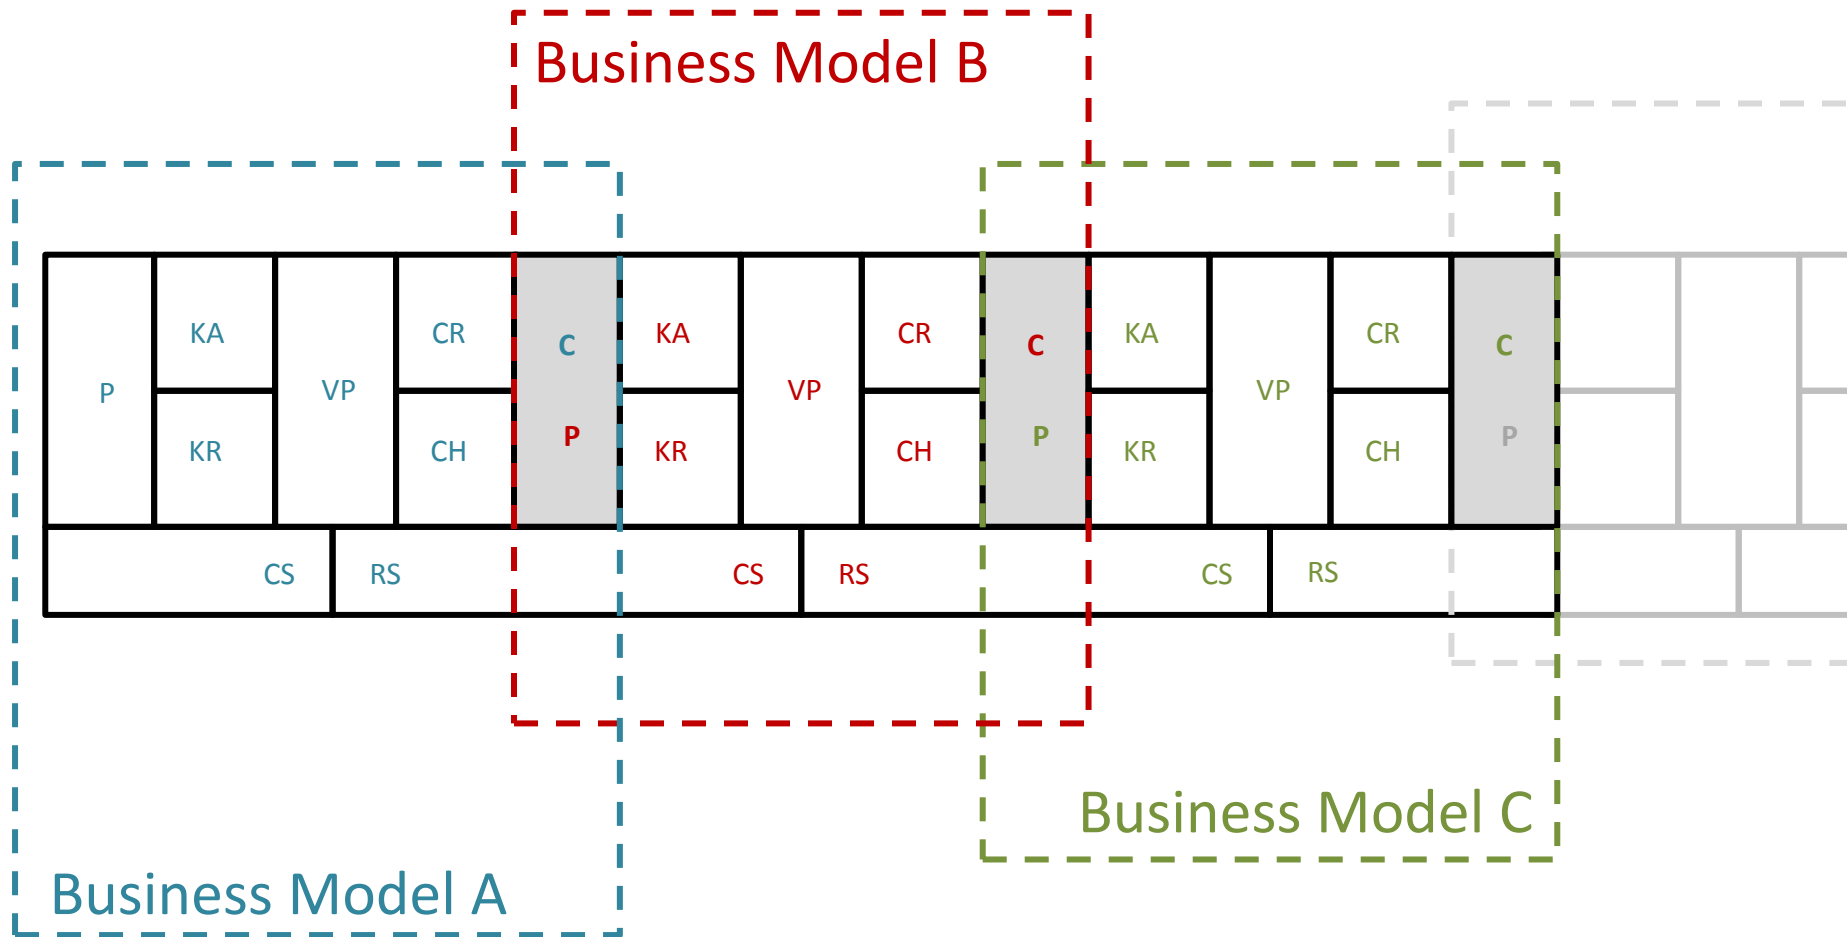 Business Model B
P
KA
KR
VP
CR
CH
C
P
KA
KR
VP
CR
CH
C
P
KA
KR
VP
CR
CH
C
P
CS
RS
CS
RS
CS
RS
Business Model C
Business Model A